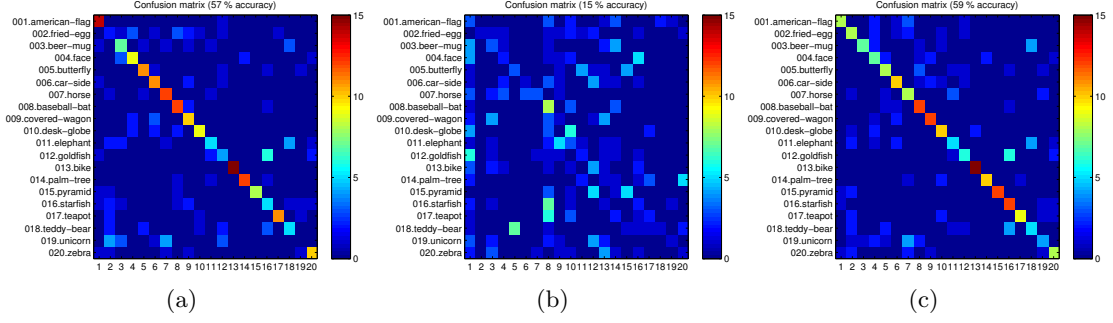 Confusion matrix (57 % accuracy)
001.american−flag
002.fried−egg
003.beer−mug
004.face
005.butterfly
006.car−side
007.horse
008.baseball−bat
009.covered−wagon
010.desk−globe
011.elephant
012.goldfish
013.bike
014.palm−tree
015.pyramid
016.starfish
017.teapot
018.teddy−bear
019.unicorn
020.zebra
1 2 3 4 5 6 7 8 9 10 11 12 13 14 15 16 17 18 19 20
15
10
5
0
(a)
Confusion matrix (15 % accuracy)
001.american−flag
002.fried−egg
003.beer−mug
004.face
005.butterfly
006.car−side
007.horse
008.baseball−bat
009.covered−wagon
010.desk−globe
011.elephant
012.goldfish
013.bike
014.palm−tree
015.pyramid
016.starfish
017.teapot
018.teddy−bear
019.unicorn
020.zebra
1 2 3 4 5 6 7 8 9 10 11 12 13 14 15 16 17 18 19 20
15
10
5
0
(b)
Confusion matrix (59 % accuracy)
001.american−flag
002.fried−egg
003.beer−mug
004.face
005.butterfly
006.car−side
007.horse
008.baseball−bat
009.covered−wagon
010.desk−globe
011.elephant
012.goldfish
013.bike
014.palm−tree
015.pyramid
016.starfish
017.teapot
018.teddy−bear
019.unicorn
020.zebra
1 2 3 4 5 6 7 8 9 10 11 12 13 14 15 16 17 18 19 20
15
10
5
0
(c)